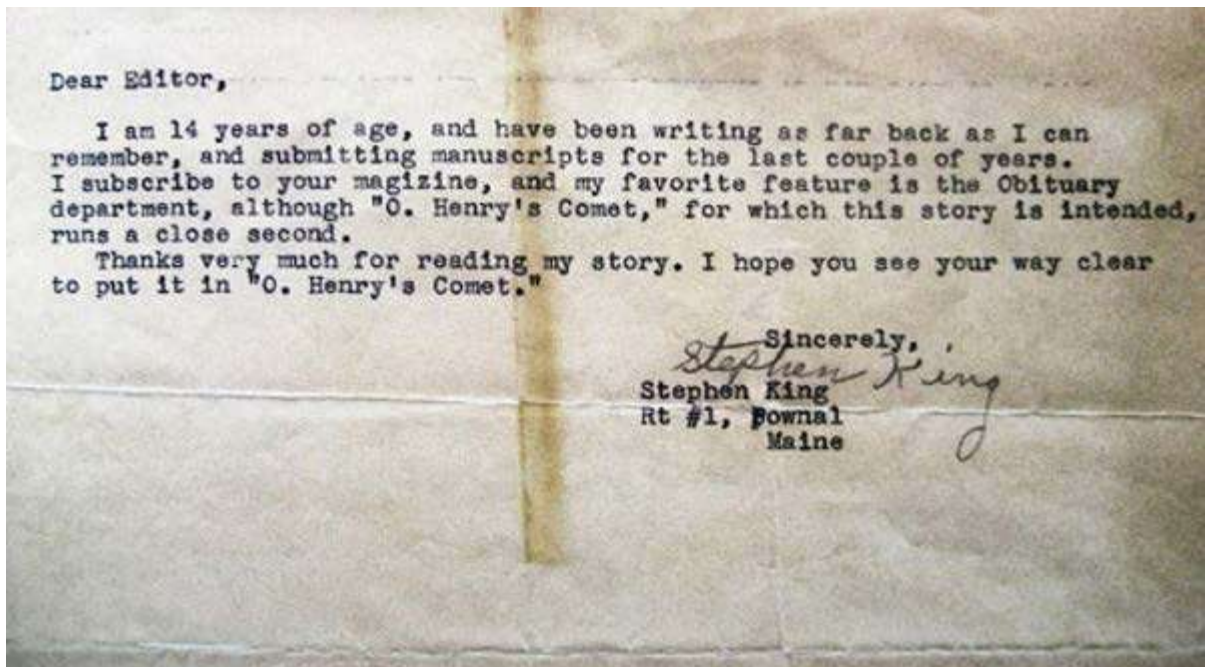 Dear Editor,
I am 14 years of age, and have been writing as far back as I can
remember, and submitting manuscripts for the last couple of years.
I subscribe to your magizine, and my favorite feature is the Obituary
department, although "O. Henry's Comet," for which this story is intended,
runs a close second.
Thanks very much for reading my story. I hope you see your way clear
to put it in "O. Henry's Comet."
Sincerely,
Stephen King
Stephen King
Rt #1, Pownal
Maine